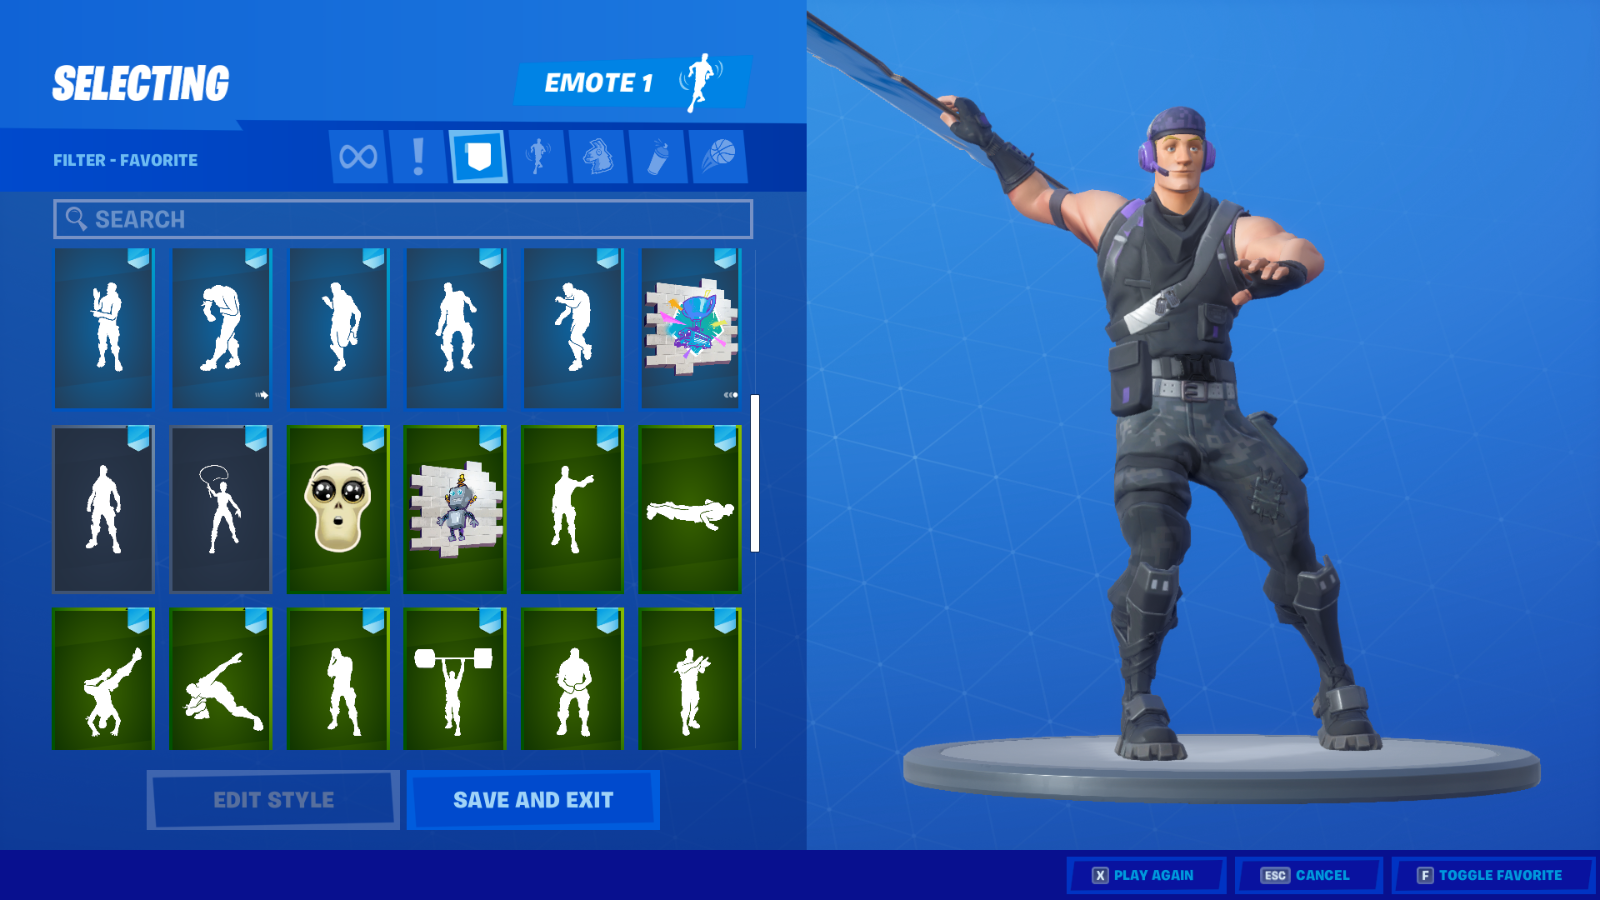 SELECTING
EMOTE 1
FILTER - FAVORITE
SEARCH
EDIT STYLE
SAVE AND EXIT
X PLAY AGAIN
ESC CANCEL
F TOGGLE FAVORITE